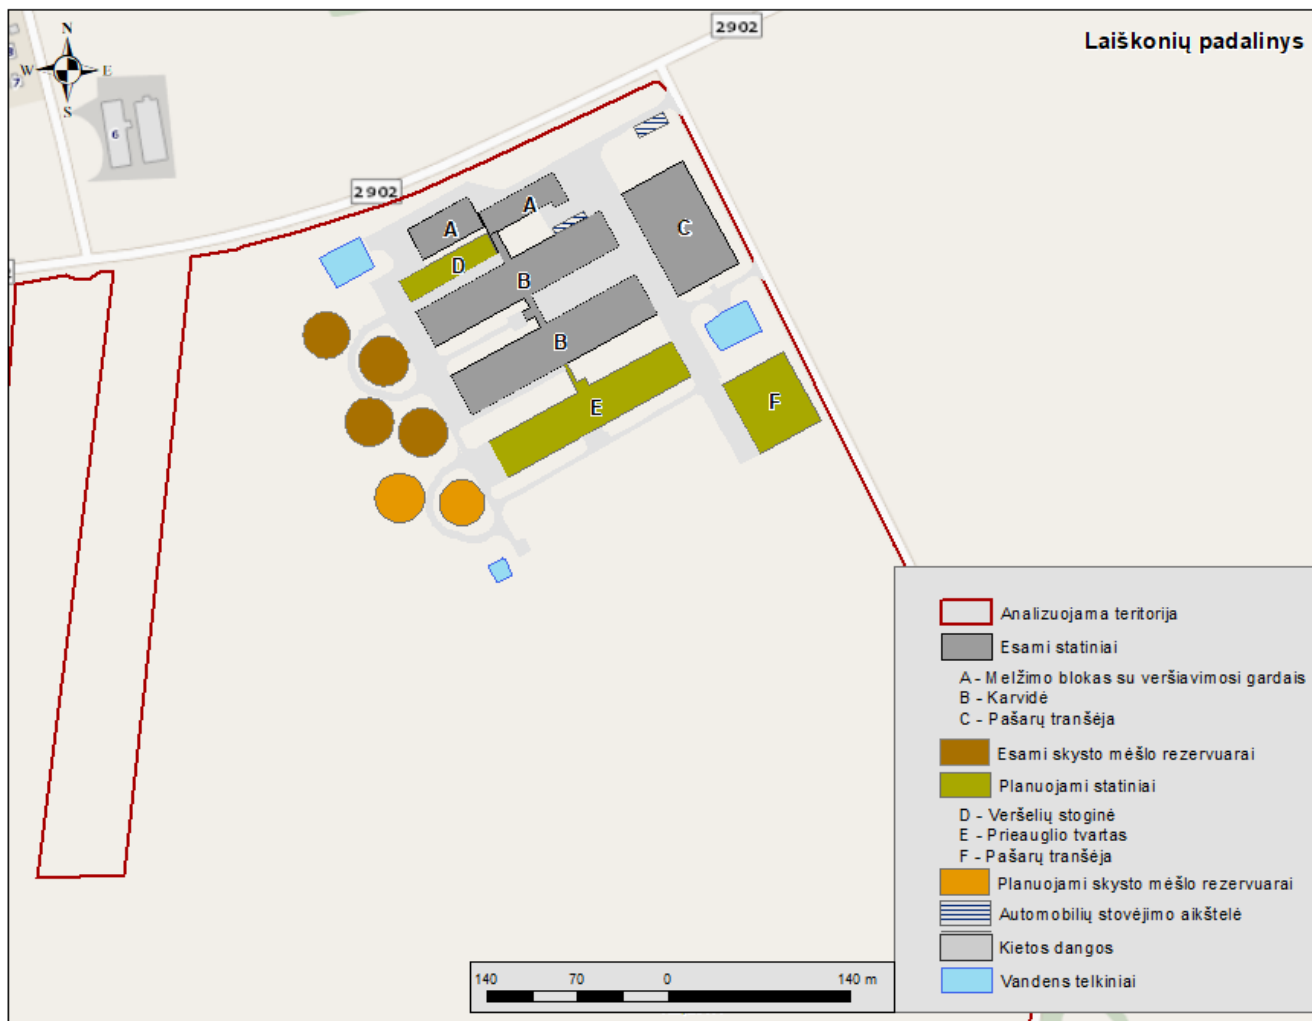 2902
Laiškonių padalinys
N
W E
S
6
7
2902
A
A
C
D
B
B
E
F
Analizuojama teritorija
Esami statiniai
A - Melžimo blokas su veršiavimosi gardais
B - Karvidė
C - Pašarų tranšėja
Esami skysto mėšlo rezervuarai
Planuojami statiniai
D - Veršelių stoginė
E - Prieauglio tvartas
F - Pašarų tranšėja
Planuojami skysto mėšlo rezervuarai
Automobilių stovėjimo aikštelė
Kietos dangos
Vandens telkiniai
140 70 0 140 m